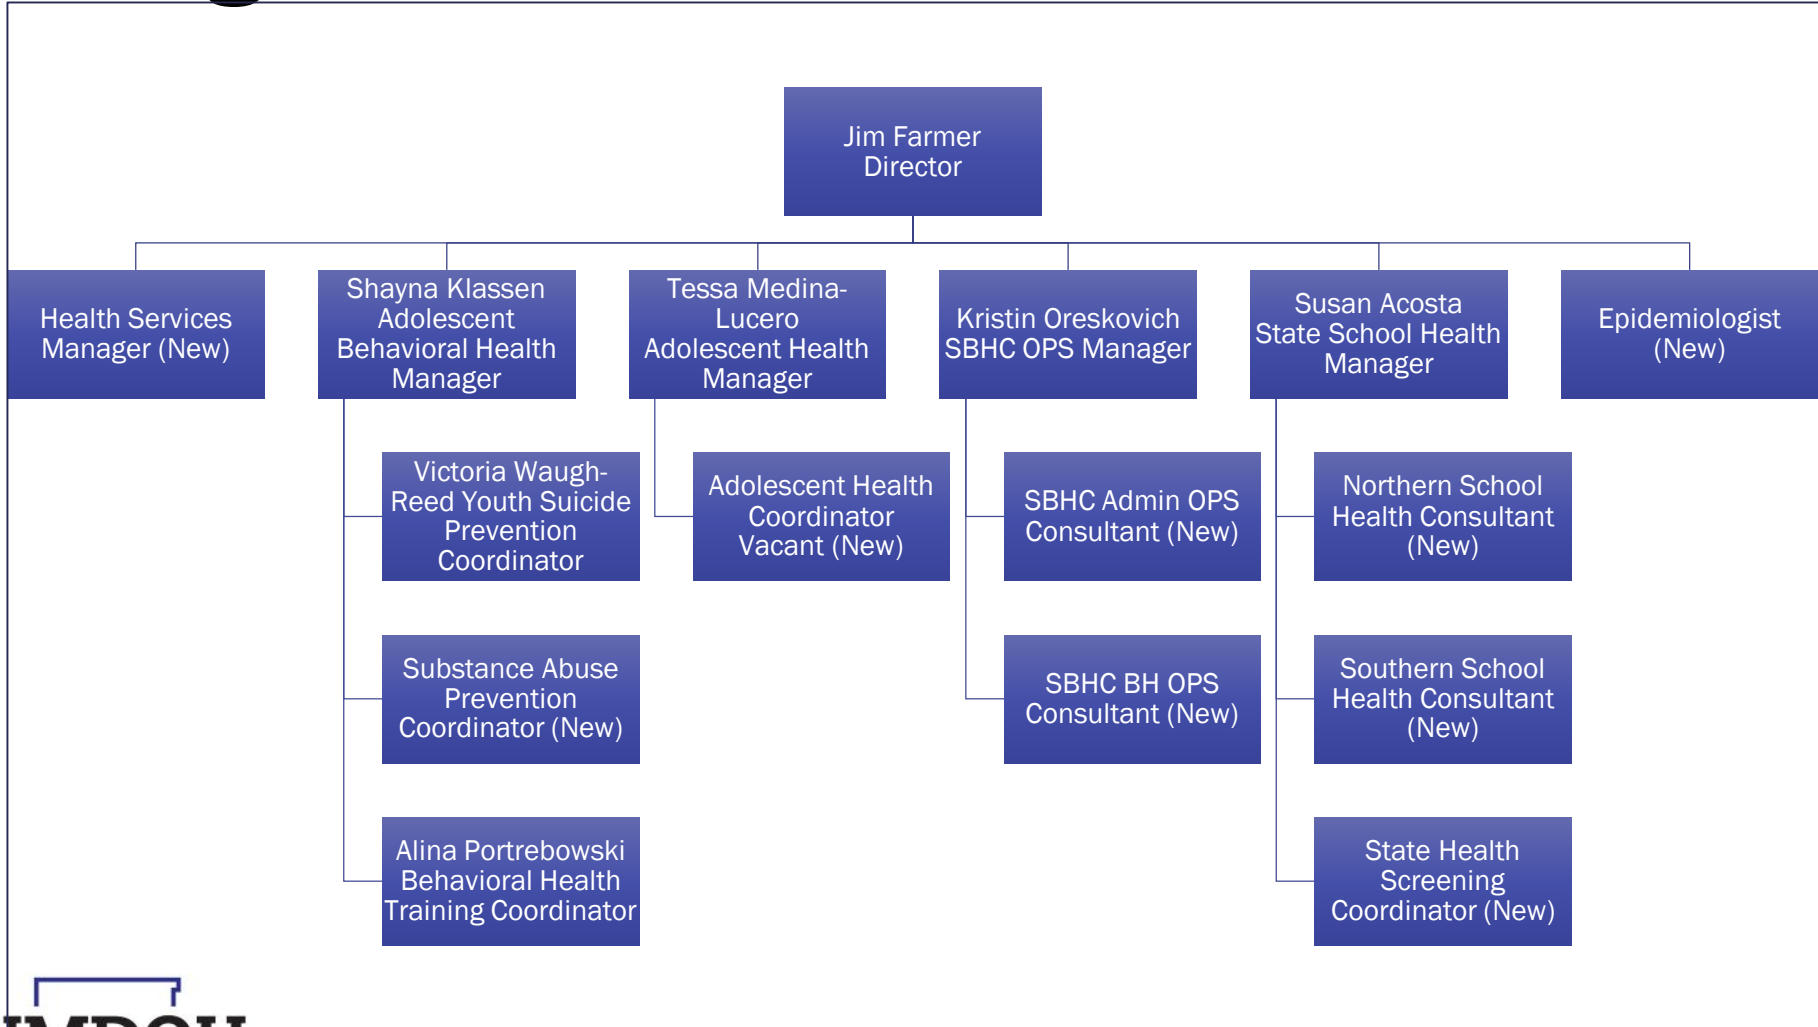 Jim Farmer
Director
Health Services
Manager (New)
Shayna Klassen
Adolescent
Behavioral Health
Manager
Tessa Medina-
Lucero
Adolescent Health
Manager
Kristin Oreskovich
SBHC OPS Manager
Susan Acosta
State School Health
Manager
Epidemiologist
(New)
Victoria Waugh-
Reed Youth Suicide
Prevention
Coordinator
Adolescent Health
Coordinator
Vacant (New)
SBHC Admin OPS
Consultant (New)
Northern School
Health Consultant
(New)
Substance Abuse
Prevention
Coordinator (New)
SBHC BH OPS
Consultant (New)
Southern School
Health Consultant
(New)
Alina Portrebowski
Behavioral Health
Training Coordinator
State Health
Screening
Coordinator (New)